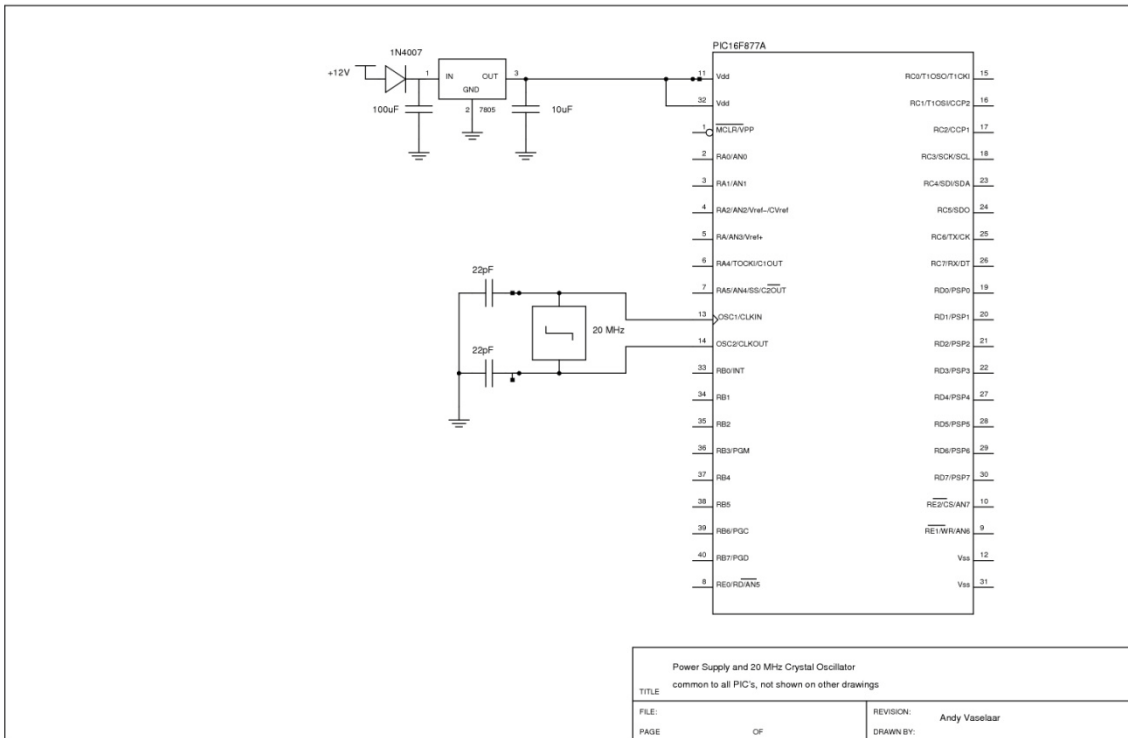 PIC16F877A
1N4007
+12V
1
IN
OUT
3
GND
2
7805
100uF
10uF
11 Vdd
32 Vdd
1 MCLR/VPP
2 RA0/AN0
3 RA1/AN1
4 RA2/AN2/Vref-/CVref
5 RA/AN3/Vref+
6 RA4/TOCKI/C1OUT
7 RA5/AN4/SS/C2OUT
13 OSC1/CLKIN
14 OSC2/CLKOUT
33 RB0/INT
34 RB1
35 RB2
36 RB3/PGM
37 RB4
38 RB5
39 RB6/PGC
40 RB7/PGD
8 RE0/RD/AN5
RC0/T1OSO/T1CKI 15
RC1/T1OSI/CCP2 16
RC2/CCP1 17
RC3/SCK/SCL 18
RC4/SDI/SDA 23
RC5/SDO 24
RC6/TX/CK 25
RC7/RX/DT 26
RD0/PSP0 19
RD1/PSP1 20
RD2/PSP2 21
RD3/PSP3 22
RD4/PSP4 27
RD5/PSP5 28
RD6/PSP6 29
RD7/PSP7 30
RE2/CS/AN7 10
RE1/WR/AN6 9
Vss 12
Vss 31
22pF
20 MHz
22pF
Power Supply and 20 MHz Crystal Oscillator
common to all PIC's, not shown on other drawings
TITLE
FILE:
REVISION:
Andy Vaselaar
PAGE OF
DRAWN BY: